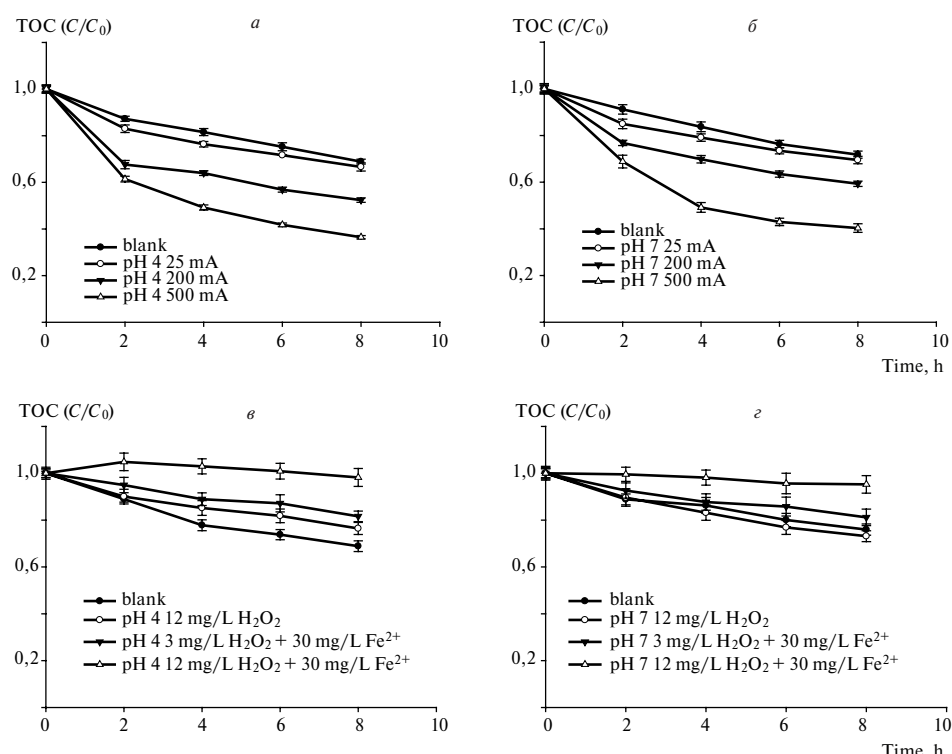 TOC (C/C₀)
а
1,0
0,6
0,2
blank
pH 4 25 mA
pH 4 200 mA
pH 4 500 mA
0 2 4 6 8 10
TOC (C/C₀)
б
1,0
0,6
0,2
blank
pH 7 25 mA
pH 7 200 mA
pH 7 500 mA
0 2 4 6 8 10
Time, h
TOC (C/C₀)
в
1,0
0,6
0,2
blank
pH 4 12 mg/L H₂O₂
pH 4 3 mg/L H₂O₂ + 30 mg/L Fe²⁺
pH 4 12 mg/L H₂O₂ + 30 mg/L Fe²⁺
0 2 4 6 8 10
TOC (C/C₀)
г
1,0
0,6
0,2
blank
pH 7 12 mg/L H₂O₂
pH 7 3 mg/L H₂O₂ + 30 mg/L Fe²⁺
pH 7 12 mg/L H₂O₂ + 30 mg/L Fe²⁺
0 2 4 6 8 10
Time, h